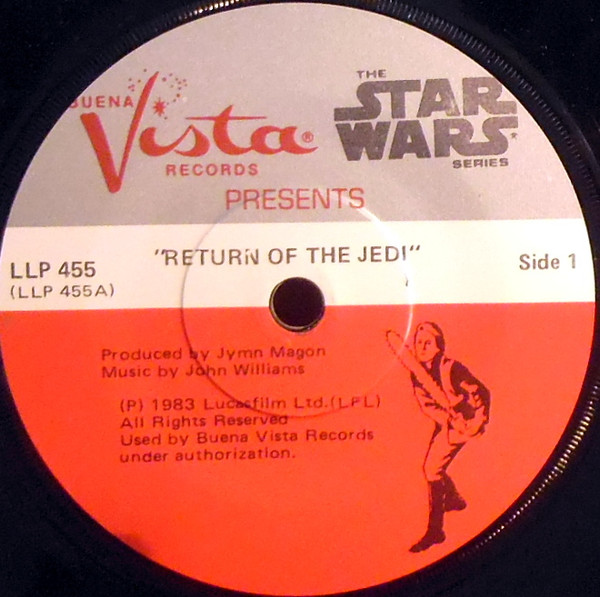 BUENA
Vista®
RECORDS
THE
STAR
WARS*
SERIES
PRESENTS
LLP 455
(LLP 455A)
"RETURN OF THE JEDI"
Side 1
Produced by Jymn Magon
Music by John Williams
(P) 1983 Lucasfilm Ltd.(LFL)
All Rights Reserved
Used by Buena Vista Records
under authorization.